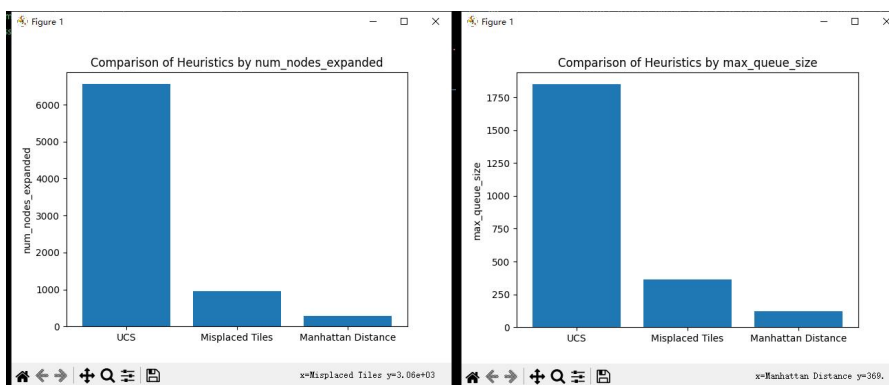 Figure 1
Comparison of Heuristics by num_nodes_expanded
num_nodes_expanded
6000
5000
4000
3000
2000
1000
0
UCS
Misplaced Tiles
Manhattan Distance
x=Misplaced Tiles y=3.06e+03
Figure 1
Comparison of Heuristics by max_queue_size
max_queue_size
1750
1500
1250
1000
750
500
250
0
UCS
Misplaced Tiles
Manhattan Distance
x=Manhattan Distance y=369.